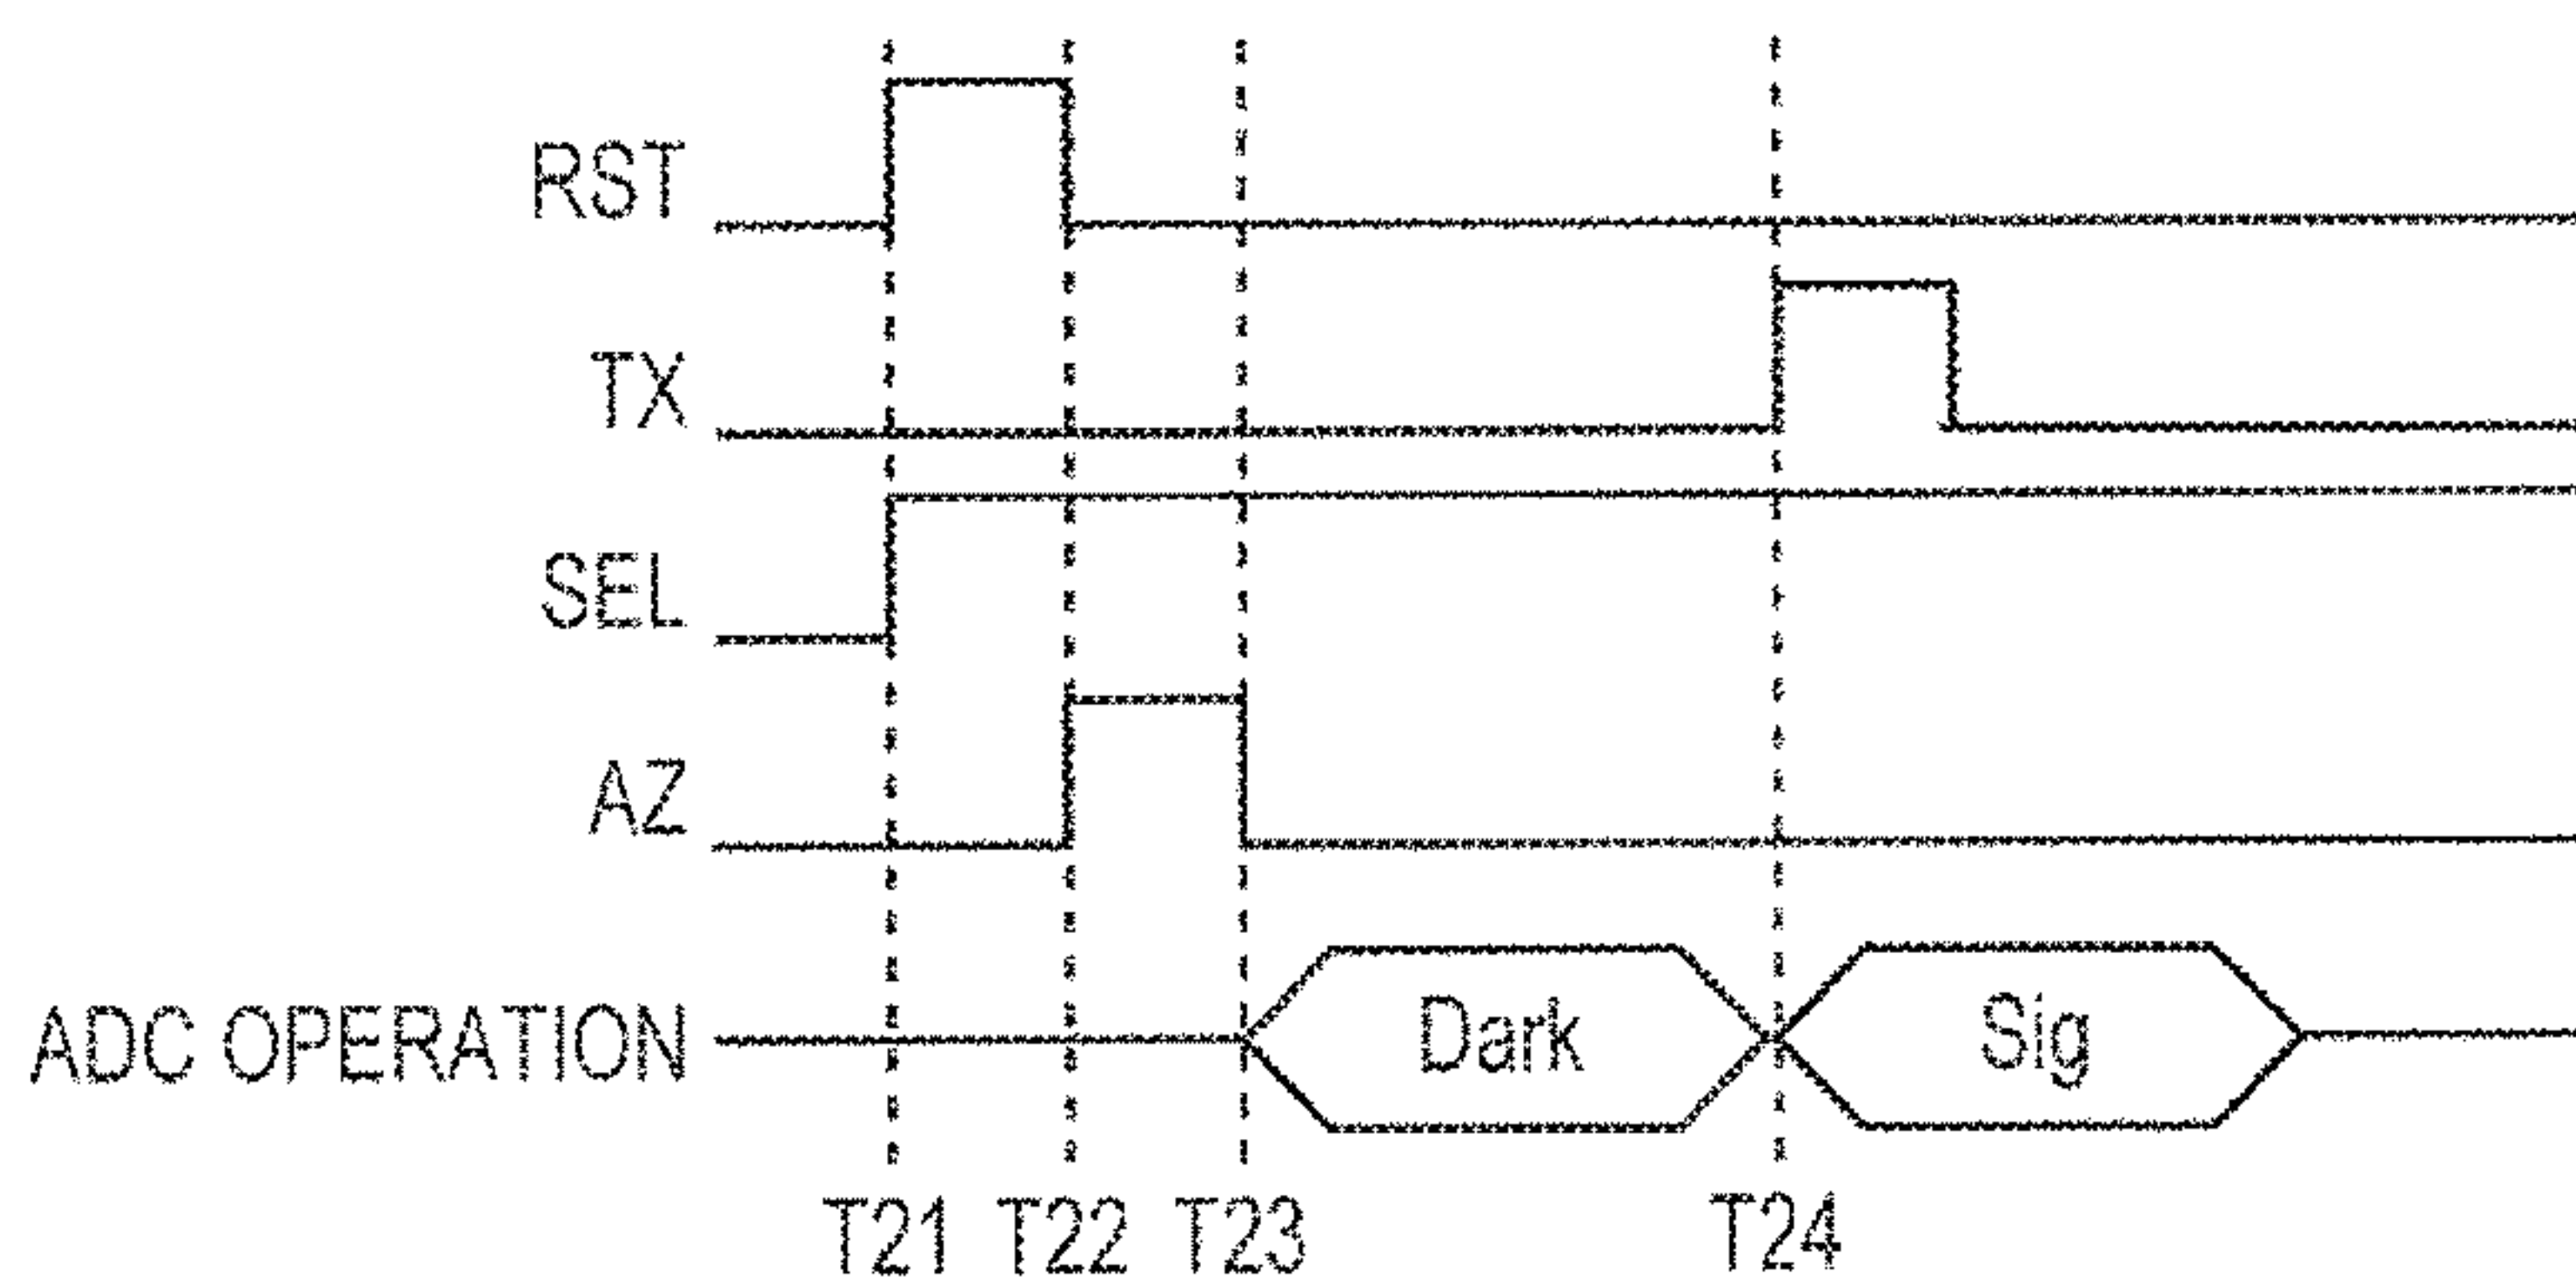 RST
TX
SEL
AZ
ADC OPERATION Dark Sig
T21 T22 T23 T24